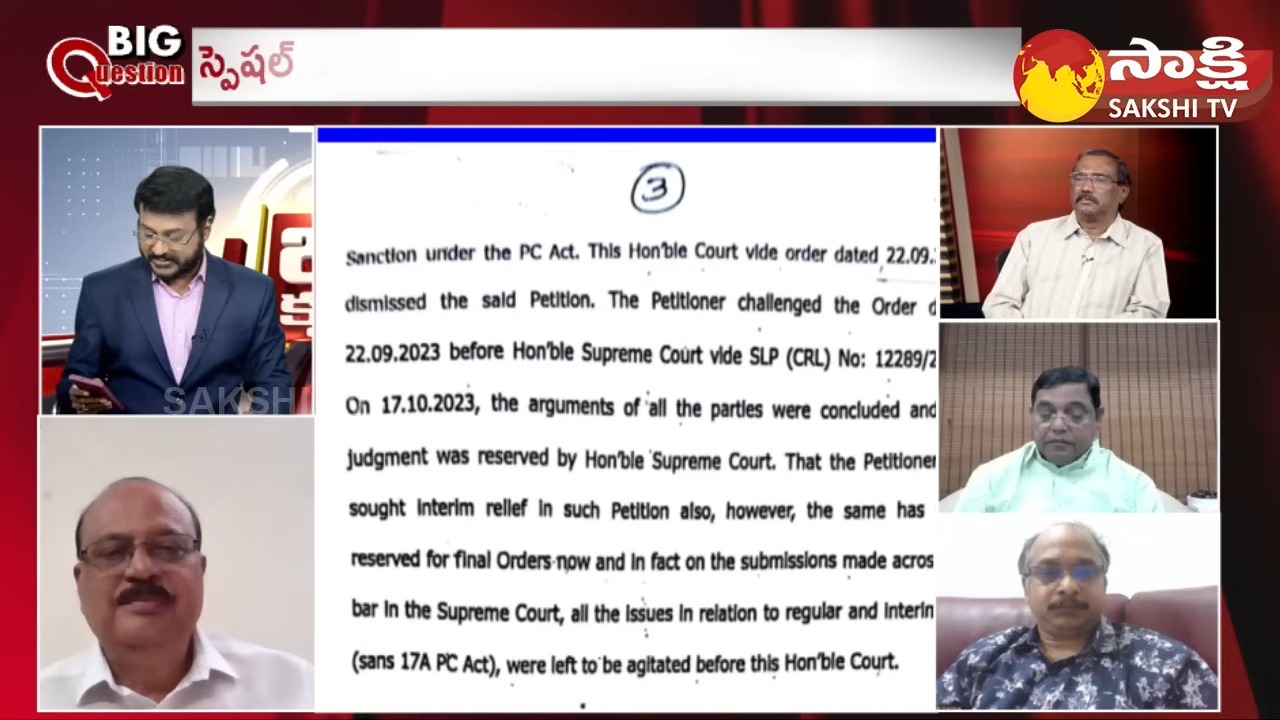 BIG
Question
స్పెషల్
సాక్షి
SAKSHI TV
3
Sanction under the PC Act. This Hon'ble Court vide order dated 22.09.
dismissed the said Petition. The Petitioner challenged the Order
22.09.2023 before Hon'ble Supreme Court vide SLP (CRL) No: 12289/2
On 17.10.2023, the arguments of all the parties were concluded and
judgment was reserved by Hon'ble Supreme Court. That the Petitioner
sought interim relief in such Petition also, however, the same has
reserved for final Orders now and in fact on the submissions made acros
bar in the Supreme Court, all the issues in relation to regular and interin
(sans 17A PC Act), were left to be agitated before this Hon'ble Court.
SAKSHI